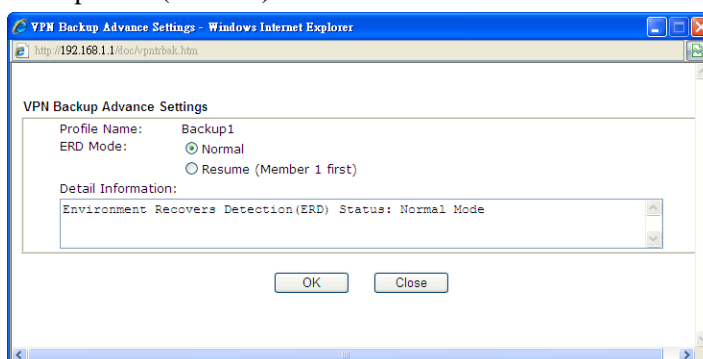 VPN Backup Advance Settings - Windows Internet Explorer
http://192.168.1.1/doc/vpntrbak.htm
VPN Backup Advance Settings
Profile Name: Backup1
ERD Mode: Normal
Resume (Member 1 first)
Detail Information:
Environment Recovers Detection(ERD) Status: Normal Mode
OK Close